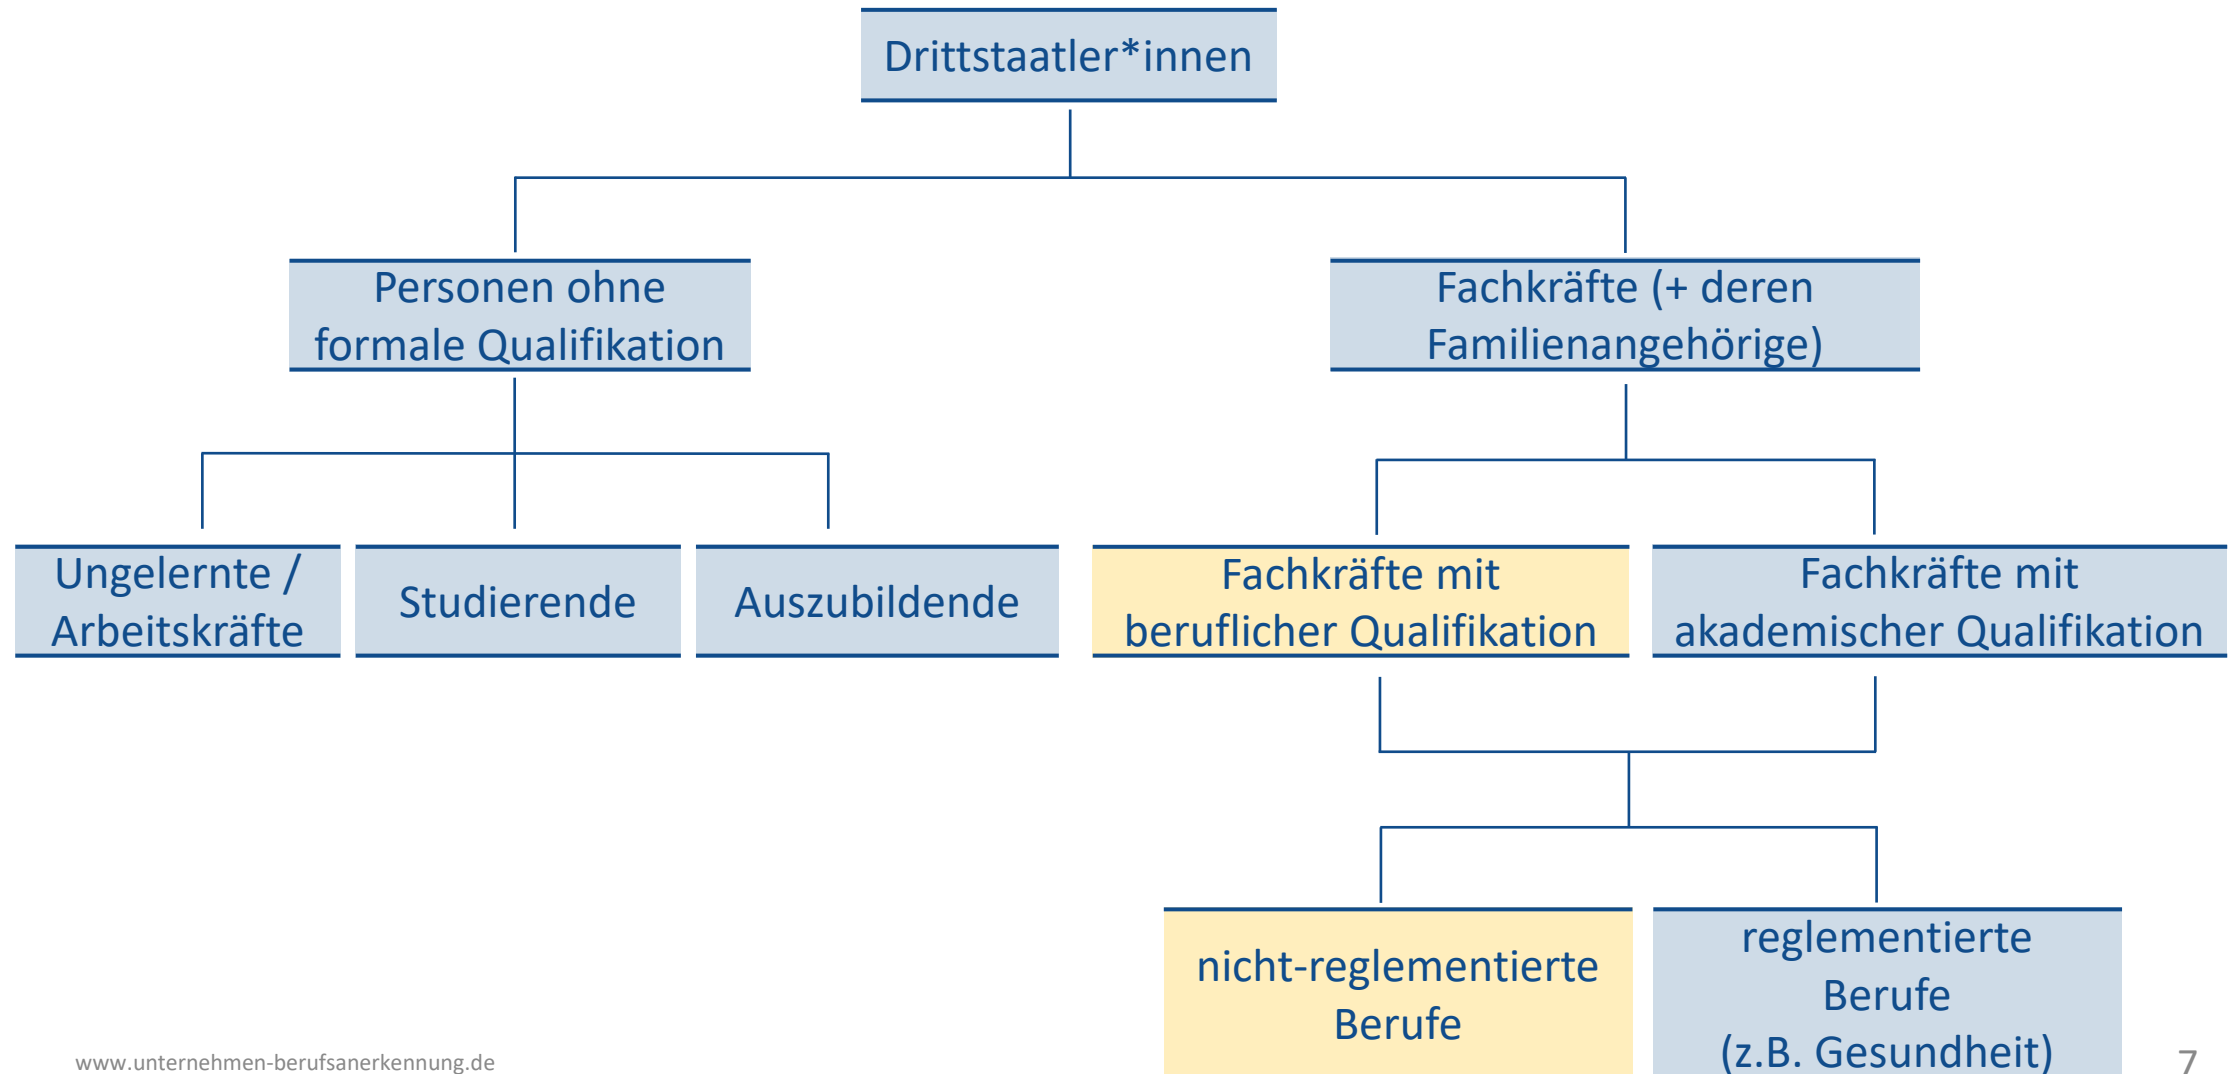 Drittstaatler*innen
Personen ohne
formale Qualifikation
Fachkräfte (+ deren
Familienangehörige)
Ungelernte /
Arbeitskräfte
Studierende
Auszubildende
Fachkräfte mit
beruflicher Qualifikation
Fachkräfte mit
akademischer Qualifikation
nicht-reglementierte
Berufe
reglementierte
Berufe
(z.B. Gesundheit)
www.unternehmen-berufsanerkennung.de
7